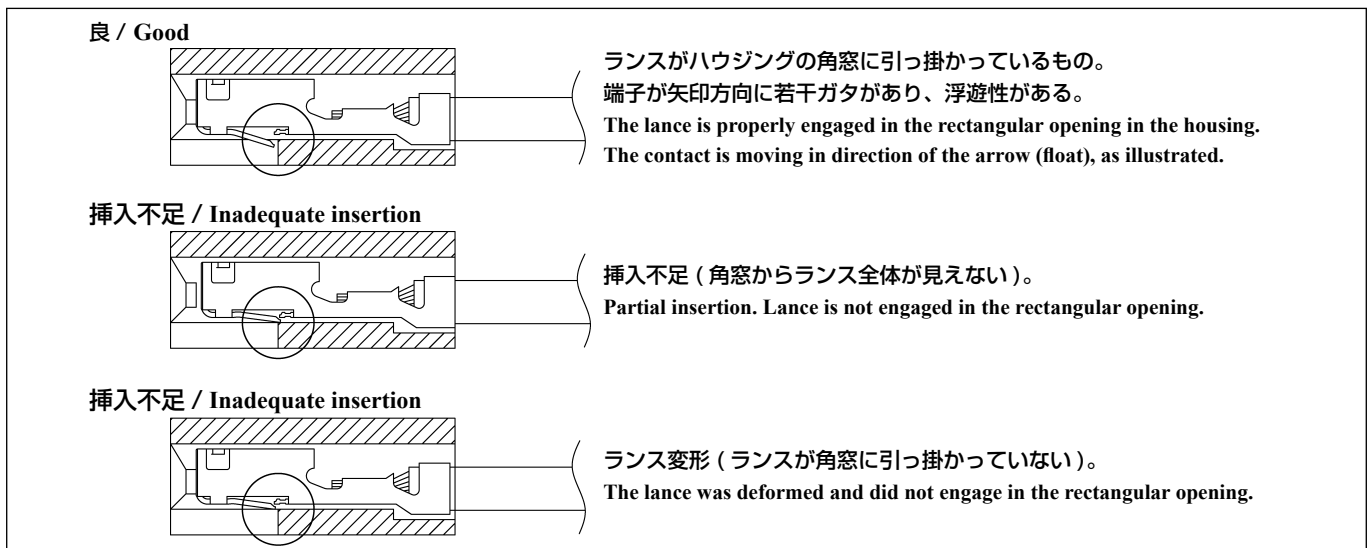 良 / Good
ランスがハウジングの角窓に引っ掛かっているもの。
端子が矢印方向に若干ガタがあり、浮遊性がある。
The lance is properly engaged in the rectangular opening in the housing.
The contact is moving in direction of the arrow (float), as illustrated.
挿入不足 / Inadequate insertion
挿入不足 ( 角窓からランス全体が見えない )。
Partial insertion. Lance is not engaged in the rectangular opening.
挿入不足 / Inadequate insertion
ランス変形 ( ランスが角窓に引っ掛かっていない )。
The lance was deformed and did not engage in the rectangular opening.